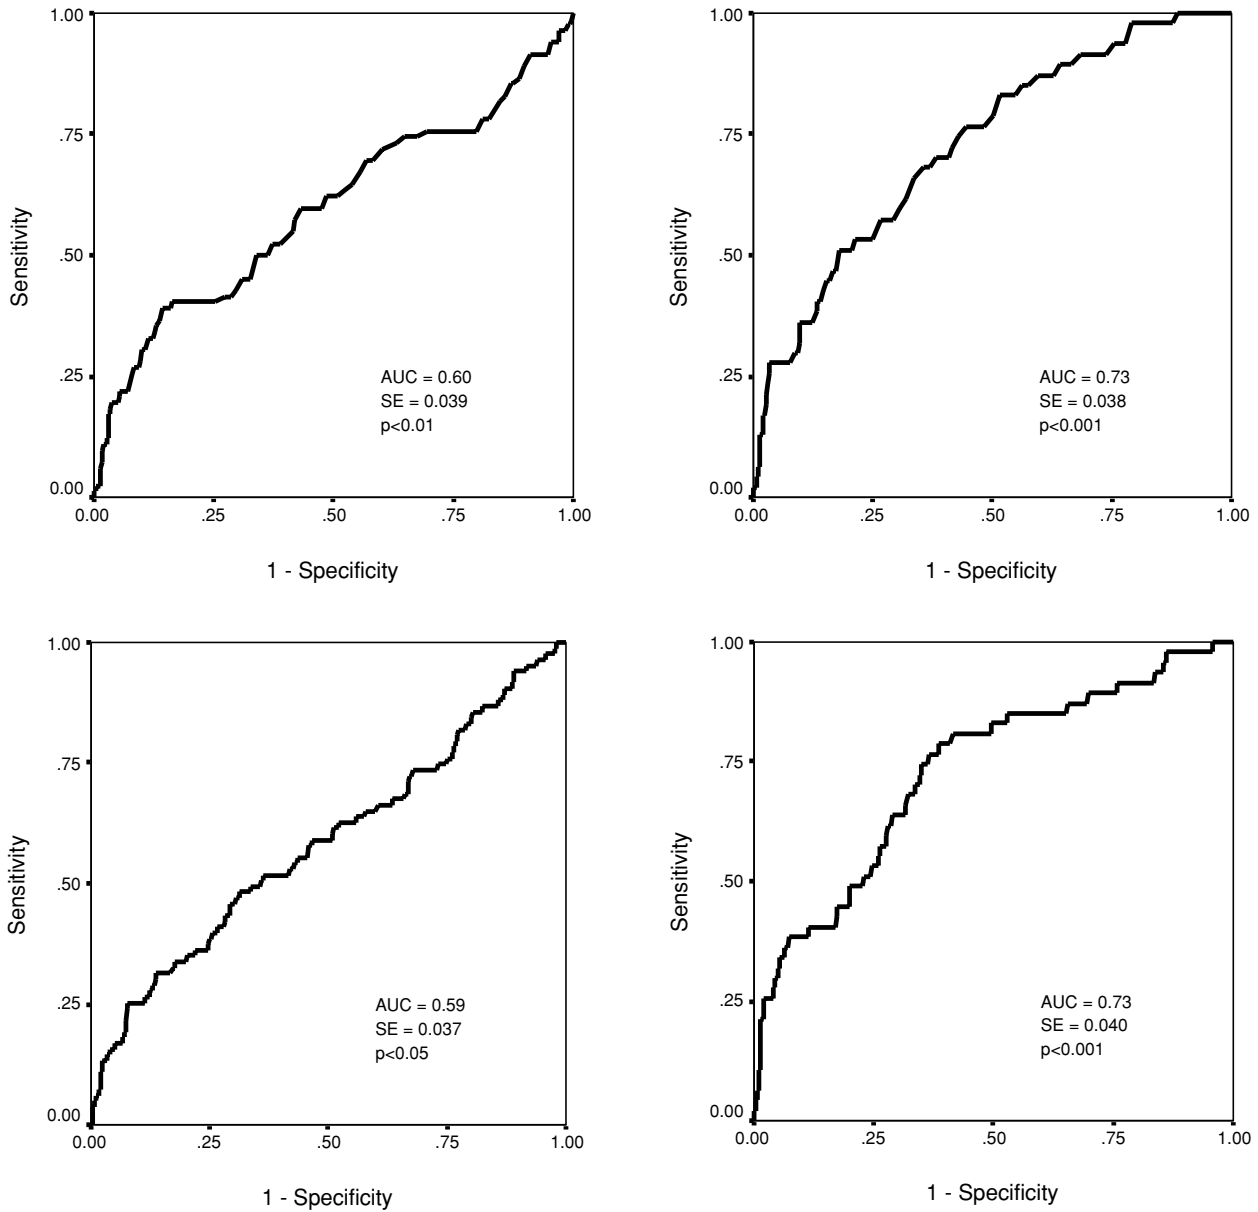 1.00
.75
.50
.25
0.00
Sensitivity
AUC = 0.60
SE = 0.039
p<0.01
0.00 .25 .50 .75 1.00
1 - Specificity
1.00
.75
.50
.25
0.00
Sensitivity
AUC = 0.73
SE = 0.038
p<0.001
0.00 .25 .50 .75 1.00
1 - Specificity
1.00
.75
.50
.25
0.00
Sensitivity
AUC = 0.59
SE = 0.037
p<0.05
0.00 .25 .50 .75 1.00
1 - Specificity
1.00
.75
.50
.25
0.00
Sensitivity
AUC = 0.73
SE = 0.040
p<0.001
0.00 .25 .50 .75 1.00
1 - Specificity